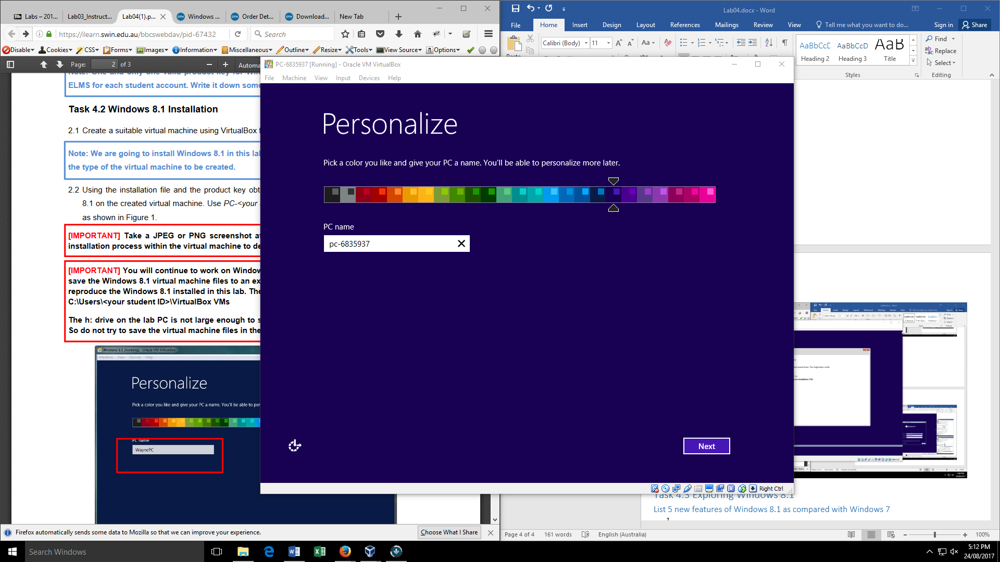 Labs – 201...
Lab03_Instruct...
Lab04(1).p...
Windows ...
Order Det...
Download...
New Tab
https://ilearn.swin.edu.au/bbcswebdav/pid-67432
Search
Disable
Cookies
CSS
Forms
Images
Information
Miscellaneous
Outline
Resize
Tools
View Source
Options
Page:
2
of 3
Automa
ELMS for each student account. Write it down som
Task 4.2 Windows 8.1 Installation
2.1 Create a suitable virtual machine using VirtualBox
Note: We are going to install Windows 8.1 in this la
the type of the virtual machine to be created.
2.2 Using the installation file and the product key obt
8.1 on the created virtual machine. Use PC-<your
as shown in Figure 1.
[IMPORTANT] Take a JPEG or PNG screenshot a
installation process within the virtual machine to de
[IMPORTANT] You will continue to work on Window
save the Windows 8.1 virtual machine files to an ex
reproduce the Windows 8.1 installed in this lab. The
C:\Users\<your student ID>\VirtualBox VMs
The h: drive on the lab PC is not large enough to s
So do not try to save the virtual machine files in the
Windows 8.1 [Running] - Oracle VM VirtualBox
Machine View Devices Help
Personalize
Pick a color you like and give your PC a name. You'll be able to per
PC name
WaynePC
Firefox automatically sends some data to Mozilla so that we can improve your experience.
Choose What I Share
PC-6835937 [Running] - Oracle VM VirtualBox
File Machine View Input Devices Help
Personalize
Pick a color you like and give your PC a name. You'll be able to personalize more later.
PC name
pc-6835937
Next
Right Ctrl
Lab04.docx - Word
File Home Insert Design Layout References Mailings Review View Tell me what you want to do... Sign in Share
Calibri (Body) 11
AaBbCcDc AaBbCcD AaB
Heading 2 Heading 3 Title
Styles
Find
Replace
Select
Editing
Task 4.3 Exploring Windows 8.1
List 5 new features of Windows 8.1 as compared with Windows 7
1
Page 4 of 4 161 words English (Australia) 100%
Search Windows
5:12 PM
24/08/2017